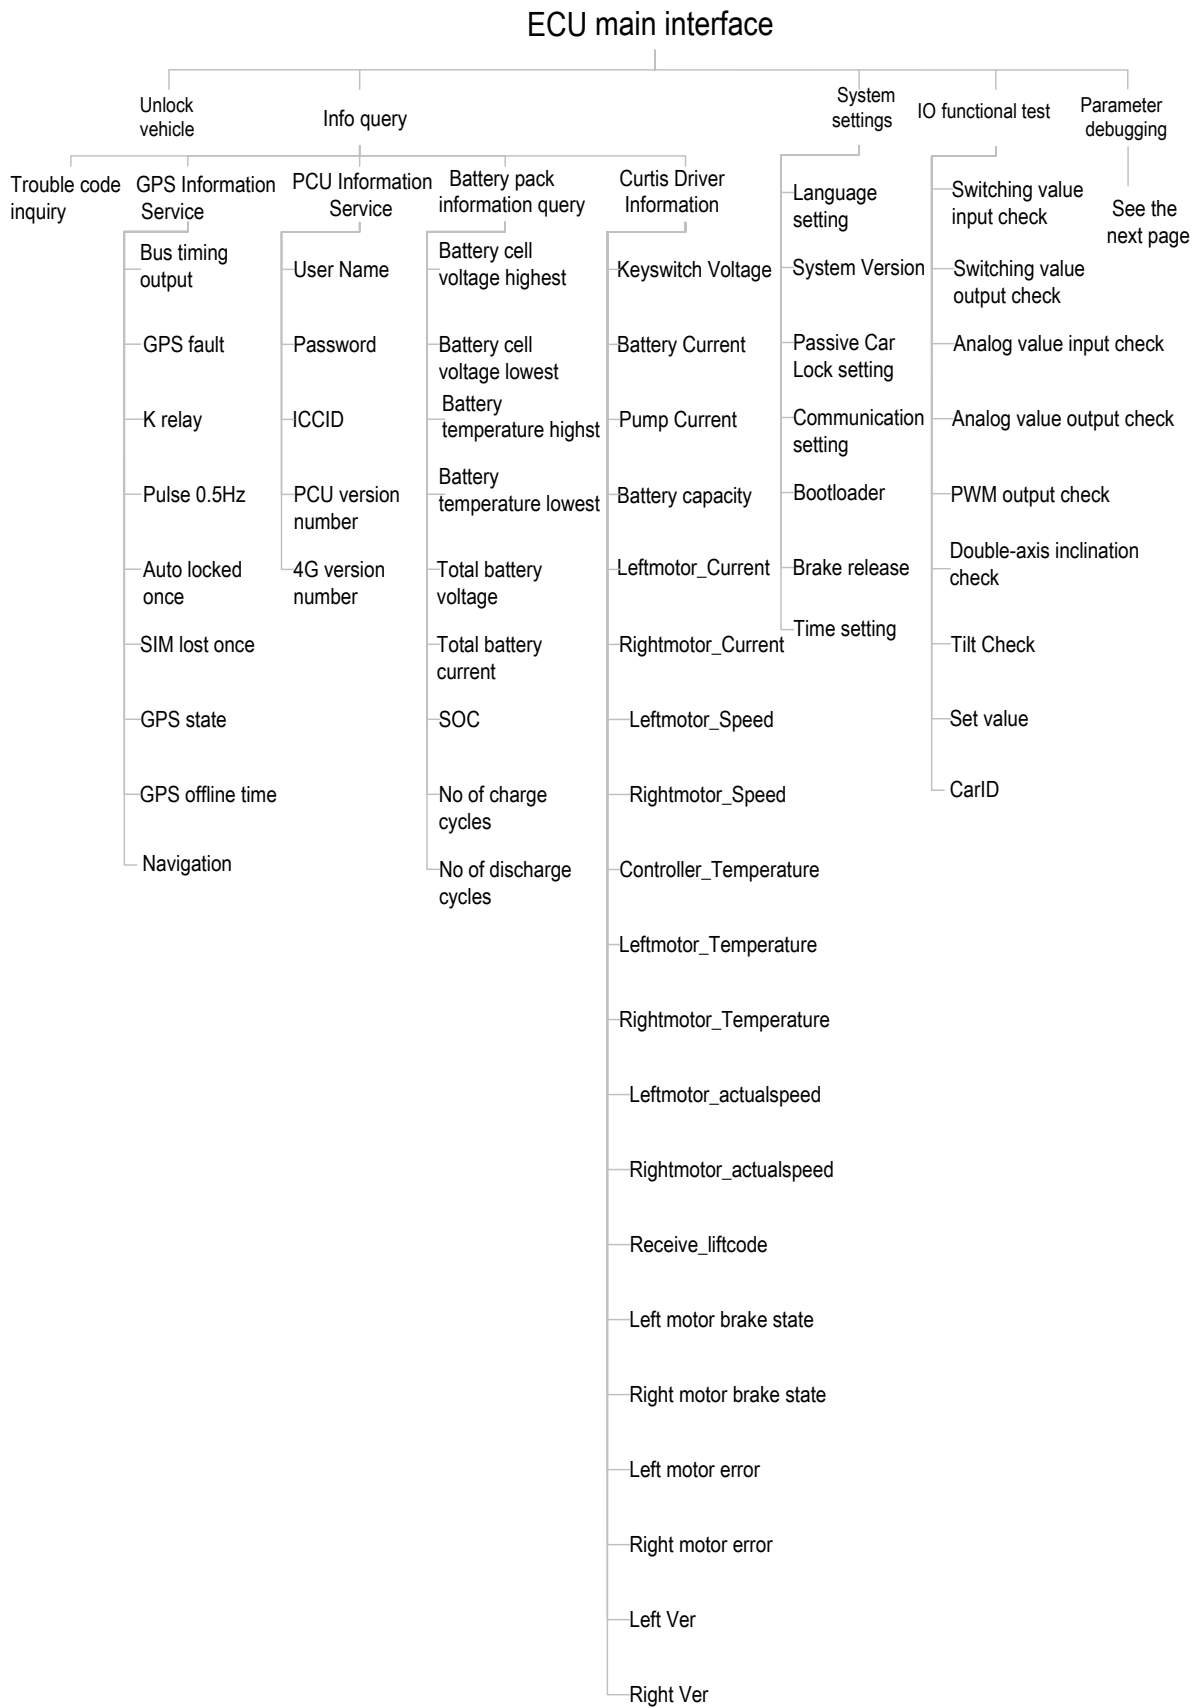 ECU main interface
Unlock
vehicle
Info query
System
settings
IO functional test
Parameter
debugging
Trouble code
inquiry
GPS Information
Service
PCU Information
Service
Battery pack
information query
Curtis Driver
Information
Bus timing
output
GPS fault
K relay
Pulse 0.5Hz
Auto locked
once
SIM lost once
GPS state
GPS offline time
Navigation
User Name
Password
ICCID
PCU version
number
4G version
number
Battery cell
voltage highest
Battery cell
voltage lowest
Battery
temperature highst
Battery
temperature lowest
Total battery
voltage
Total battery
current
SOC
No of charge
cycles
No of discharge
cycles
Keyswitch Voltage
Battery Current
Pump Current
Battery capacity
Leftmotor_Current
Rightmotor_Current
Leftmotor_Speed
Rightmotor_Speed
Controller_Temperature
Leftmotor_Temperature
Rightmotor_Temperature
Leftmotor_actualspeed
Rightmotor_actualspeed
Receive_liftcode
Left motor brake state
Right motor brake state
Left motor error
Right motor error
Left Ver
Right Ver
Language
setting
System Version
Passive Car
Lock setting
Communication
setting
Bootloader
Brake release
Time setting
Switching value
input check
Switching value
output check
Analog value input check
Analog value output check
PWM output check
Double-axis inclination
check
Tilt Check
Set value
CarID
See the
next page